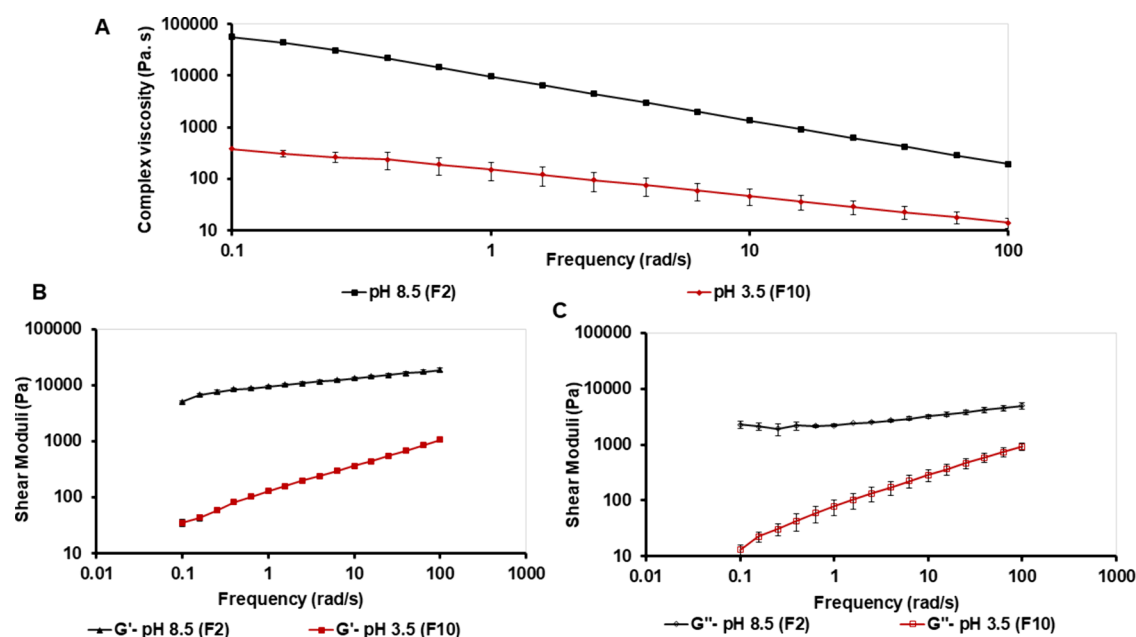 A
Complex viscosity (Pa. s)
100000
10000
1000
100
10
0.1
1
10
100
Frequency (rad/s)
pH 8.5 (F2)
pH 3.5 (F10)
B
Shear Moduli (Pa)
100000
10000
1000
100
10
0.01
0.1
1
10
100
1000
Frequency (rad/s)
G'- pH 8.5 (F2)
G'- pH 3.5 (F10)
C
Shear Moduli (Pa)
100000
10000
1000
100
10
0.01
0.1
1
10
100
1000
Frequency (rad/s)
G''- pH 8.5 (F2)
G''- pH 3.5 (F10)